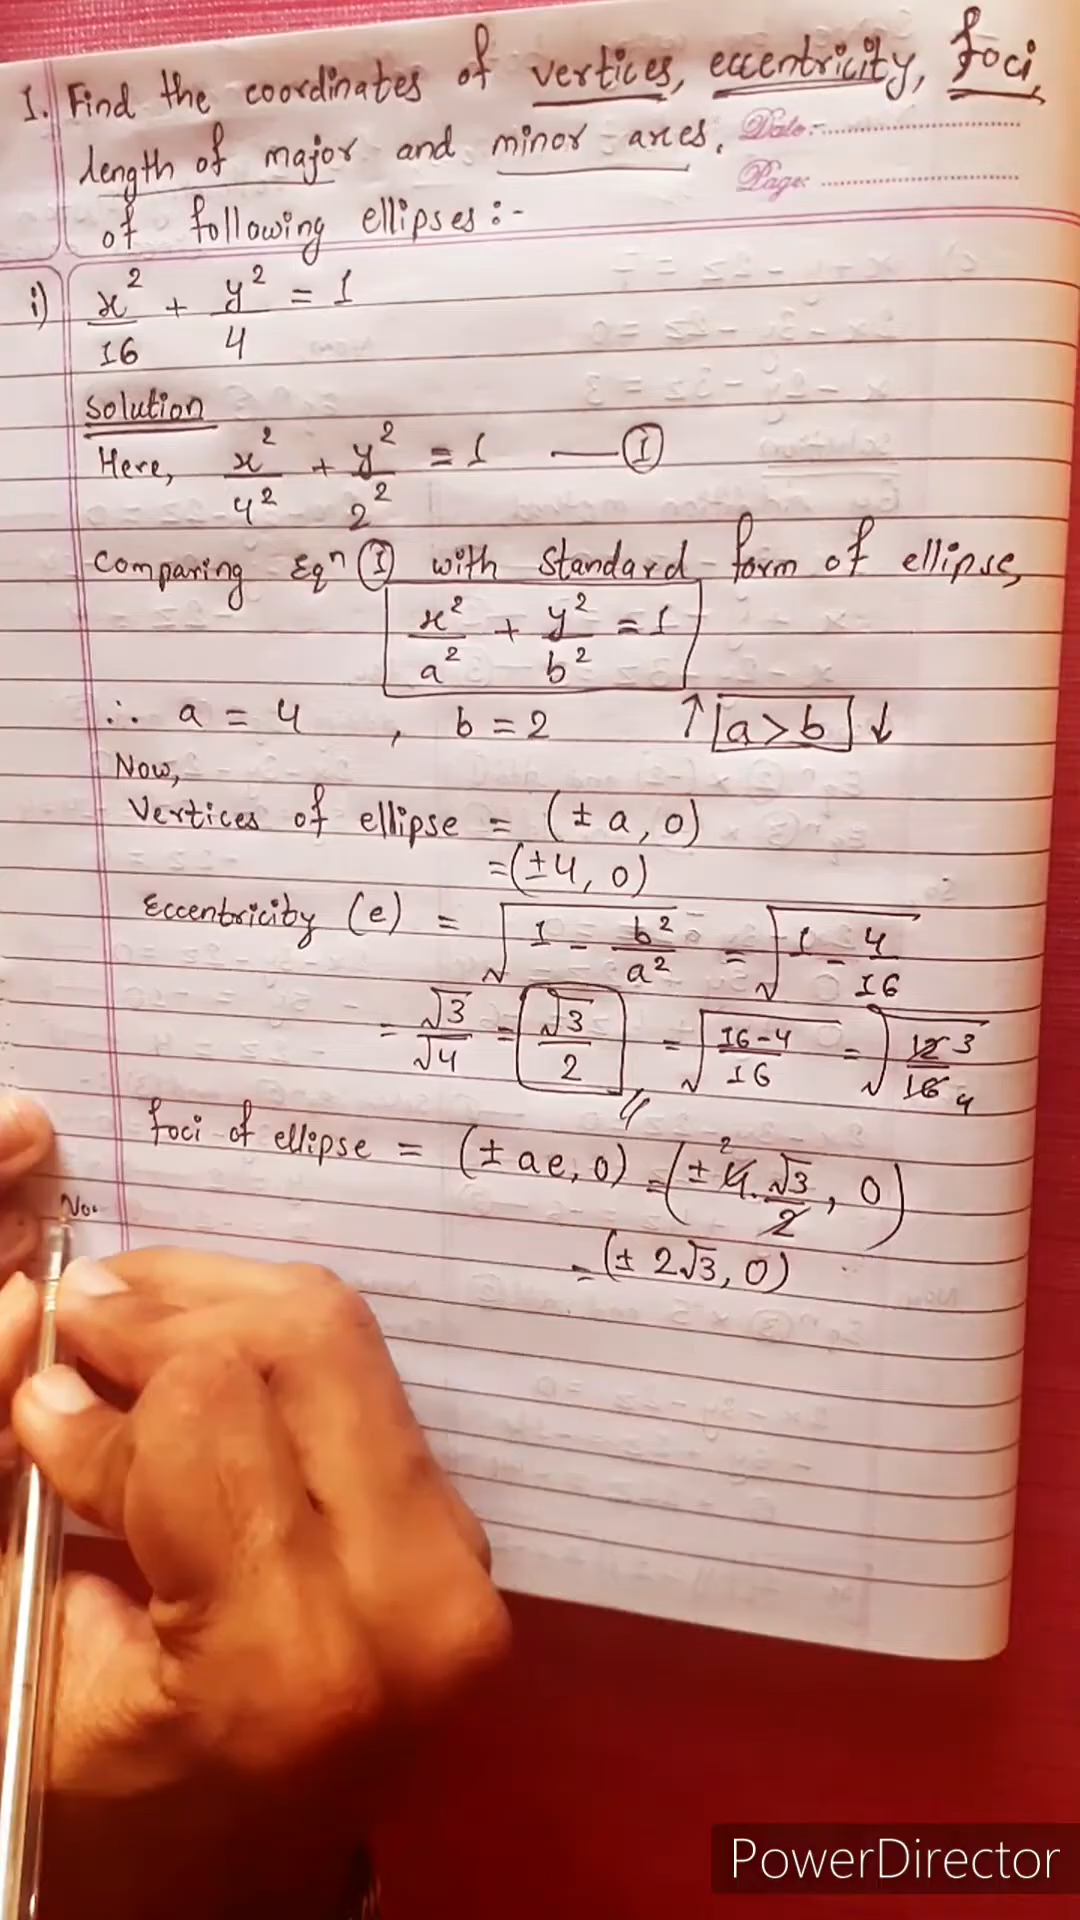 1. Find the coordinates of vertices, eccentricity, foci,
length of major and minor axes.
Date:-
Page:
of following ellipses:-
i) x²/16 + y²/4 = 1
Solution
Here, x²/4² + y²/2² = 1 — (I)
Comparing Eqⁿ (I) with standard form of ellipse,
x²/a² + y²/b² = 1
∴ a = 4 , b = 2 ↑ a > b ↓
Now,
Vertices of ellipse = (± a, 0)
= (± 4, 0)
Eccentricity (e) = √(1 - b²/a²) = √(1 - 4/16)
= √3/√4 = √3/2 = √((16-4)/16) = √(12 3/16 4)
foci of ellipse = (± ae, 0) = (± 4 2 . √3/2, 0)
= (± 2√3, 0)
No
PowerDirector